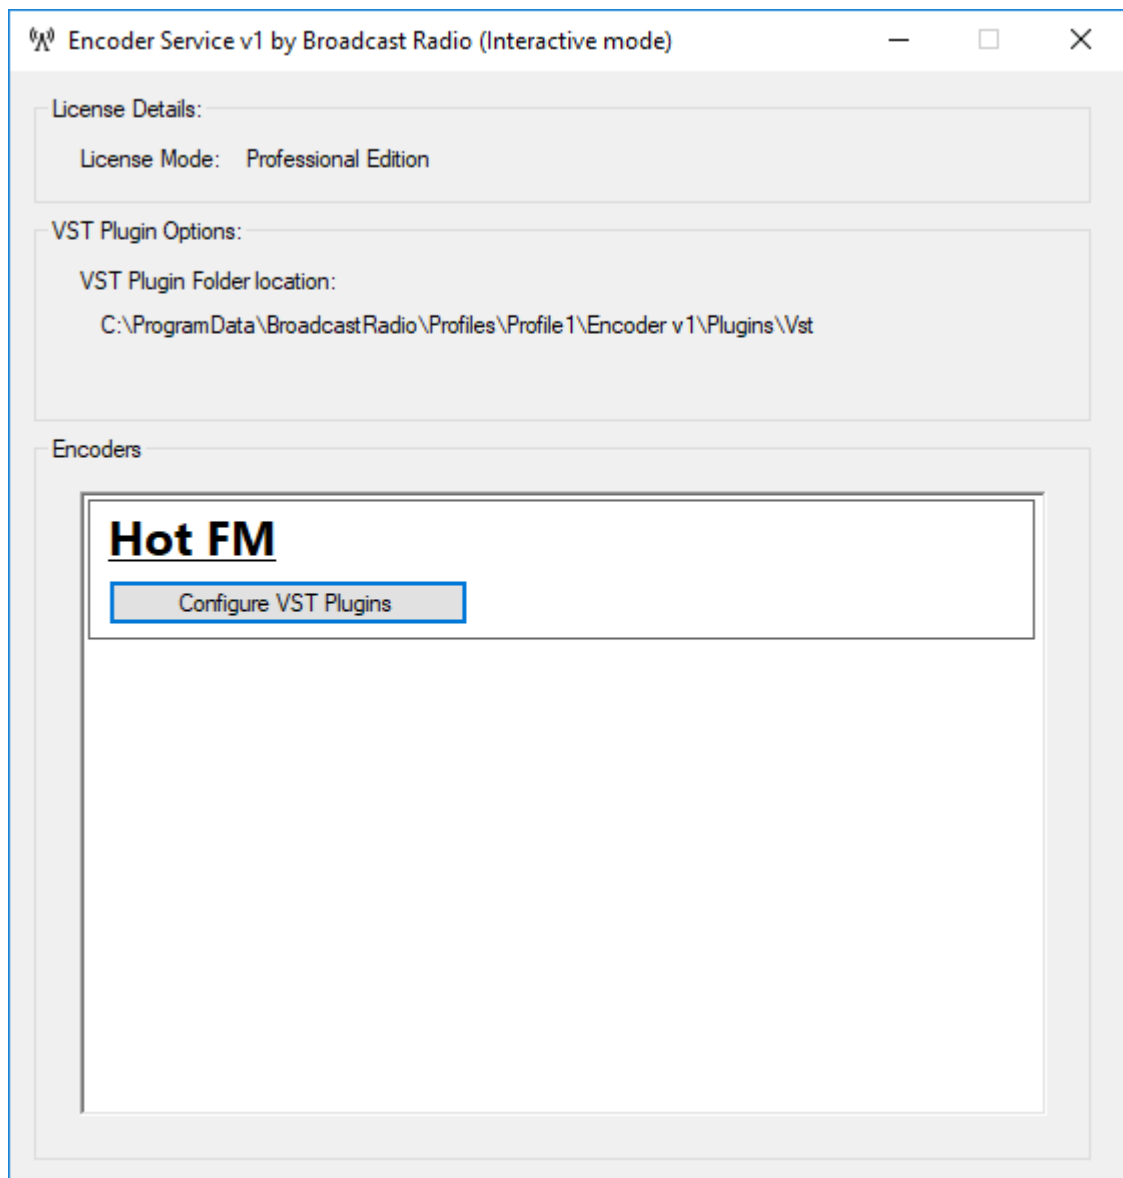 Encoder Service v1 by Broadcast Radio (Interactive mode)
License Details:
License Mode: Professional Edition
VST Plugin Options:
VST Plugin Folder location:
C:\ProgramData\BroadcastRadio\Profiles\Profile1\Encoder v1\Plugins\Vst
Encoders
Hot FM
Configure VST Plugins